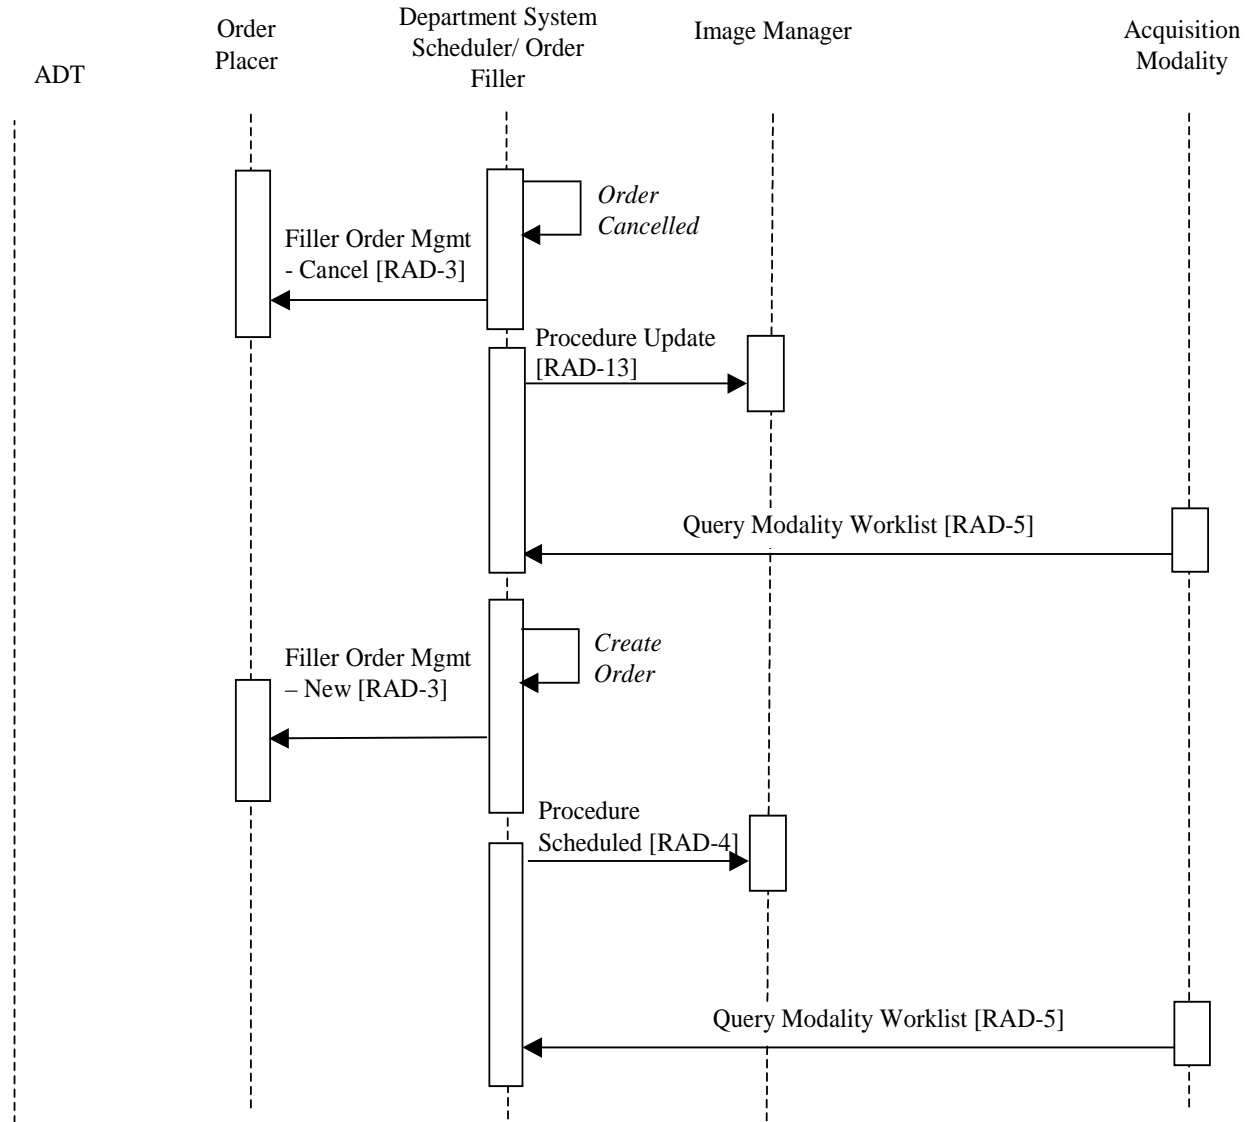 ADT
Order
Placer
Department System
Scheduler/ Order
Filler
Image Manager
Acquisition
Modality
Order
Cancelled
Filler Order Mgmt
- Cancel [RAD-3]
Procedure Update
[RAD-13]
Query Modality Worklist [RAD-5]
Create
Order
Filler Order Mgmt
– New [RAD-3]
Procedure
Scheduled [RAD-4]
Query Modality Worklist [RAD-5]